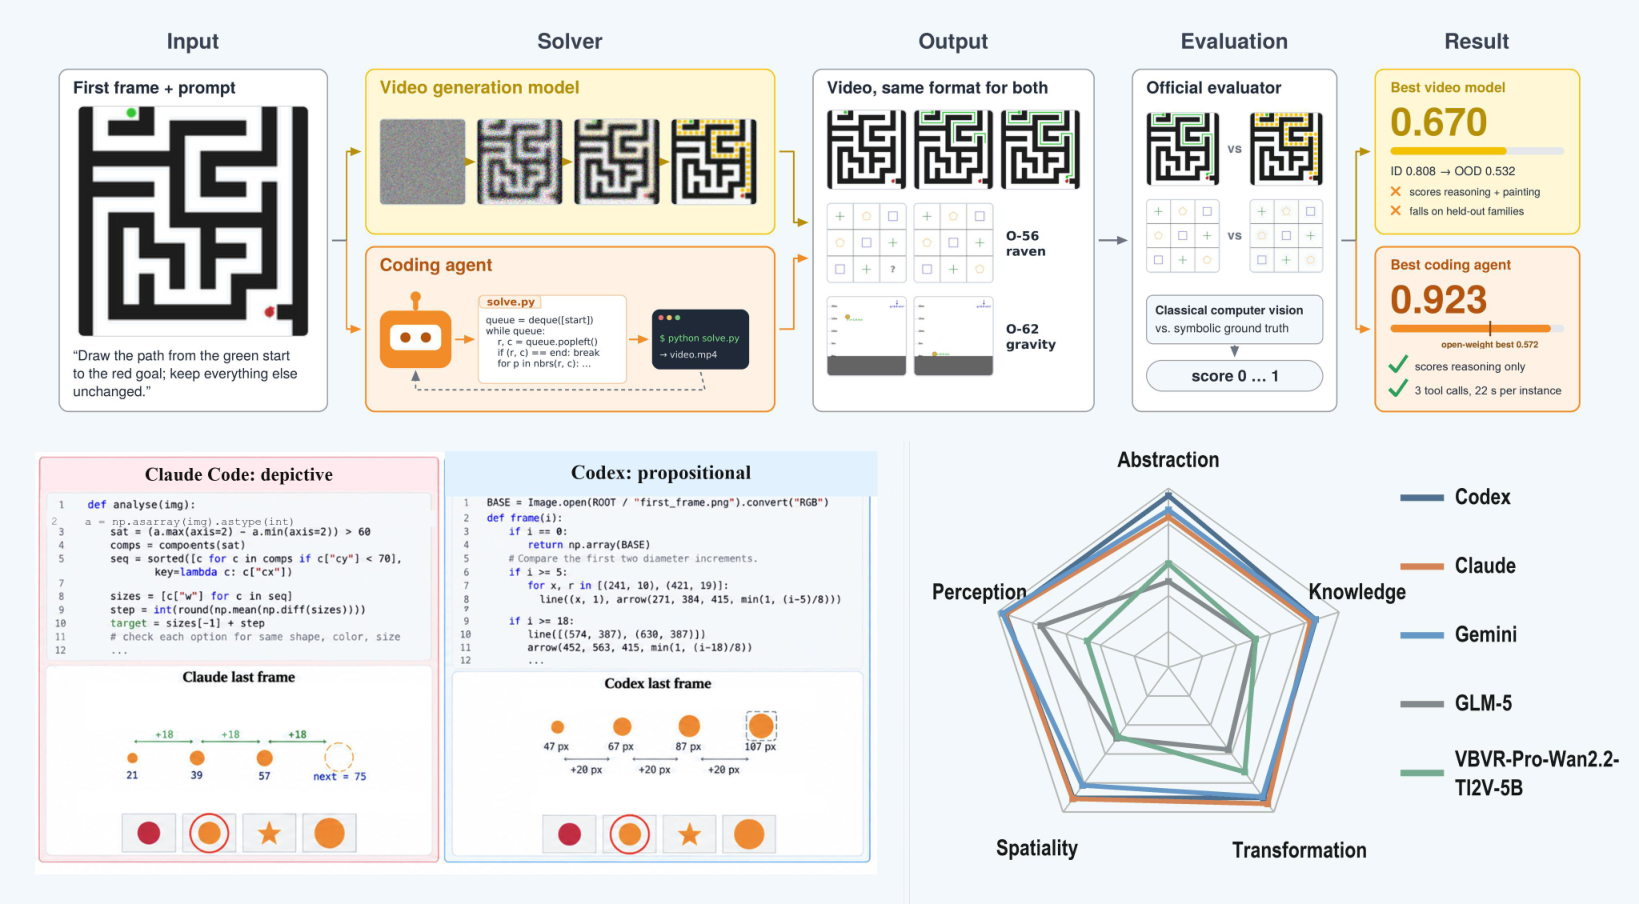 Input
Solver
Output
Evaluation
Result
First frame + prompt
“Draw the path from the green start
to the red goal; keep everything else
unchanged.”
Video generation model
Coding agent
solve.py
queue = deque([start])
while queue:
r, c = queue.popleft()
if (r, c) == end: break
for p in nbrs(r, c): ...
$ python solve.py
→ video.mp4
Video, same format for both
?
O-56
raven
O-62
gravity
Official evaluator
vs
vs
Classical computer vision
vs. symbolic ground truth
score 0 … 1
Best video model
0.670
ID 0.808 → OOD 0.532
scores reasoning + painting
falls on held-out families
Best coding agent
0.923
open-weight best 0.572
scores reasoning only
3 tool calls, 22 s per instance
Claude Code: depictive
1 def analyse(img):
2 a = np.asarray(img).astype(int)
3 sat = (a.max(axis=2) - a.min(axis=2)) > 60
4 comps = compoents(sat)
5 seq = sorted([c for c in comps if c["cy"] < 70],
key=lambda c: c["cx"])
7
8 sizes = [c["w"] for c in seq]
9 step = int(round(np.mean(np.diff(sizes))))
10 target = sizes[-1] + step
11 # check each option for same shape, color, size
12 ...
Claude last frame
+18 +18 +18
21 39 57 next = 75
Codex: propositional
1 BASE = Image.open(ROOT / "first_frame.png").convert("RGB")
2 def frame(i):
3 if i == 0:
4 return np.array(BASE)
5 # Compare the first two diameter increments.
6 if i >= 5:
7 for x, r in [(241, 10), (421, 19)]:
8 line((x, 1), arrow(271, 384, 415, min(1, (i-5)/8)))
9
9 if i >= 18:
10 line([(574, 387), (630, 387)])
11 arrow(452, 563, 415, min(1, (i-18)/8))
12 ...
Codex last frame
47 px 67 px 87 px 107 px
+20 px +20 px +20 px
Abstraction
Perception
Knowledge
Spatiality
Transformation
Codex
Claude
Gemini
GLM-5
VBVR-Pro-Wan2.2-
TI2V-5B